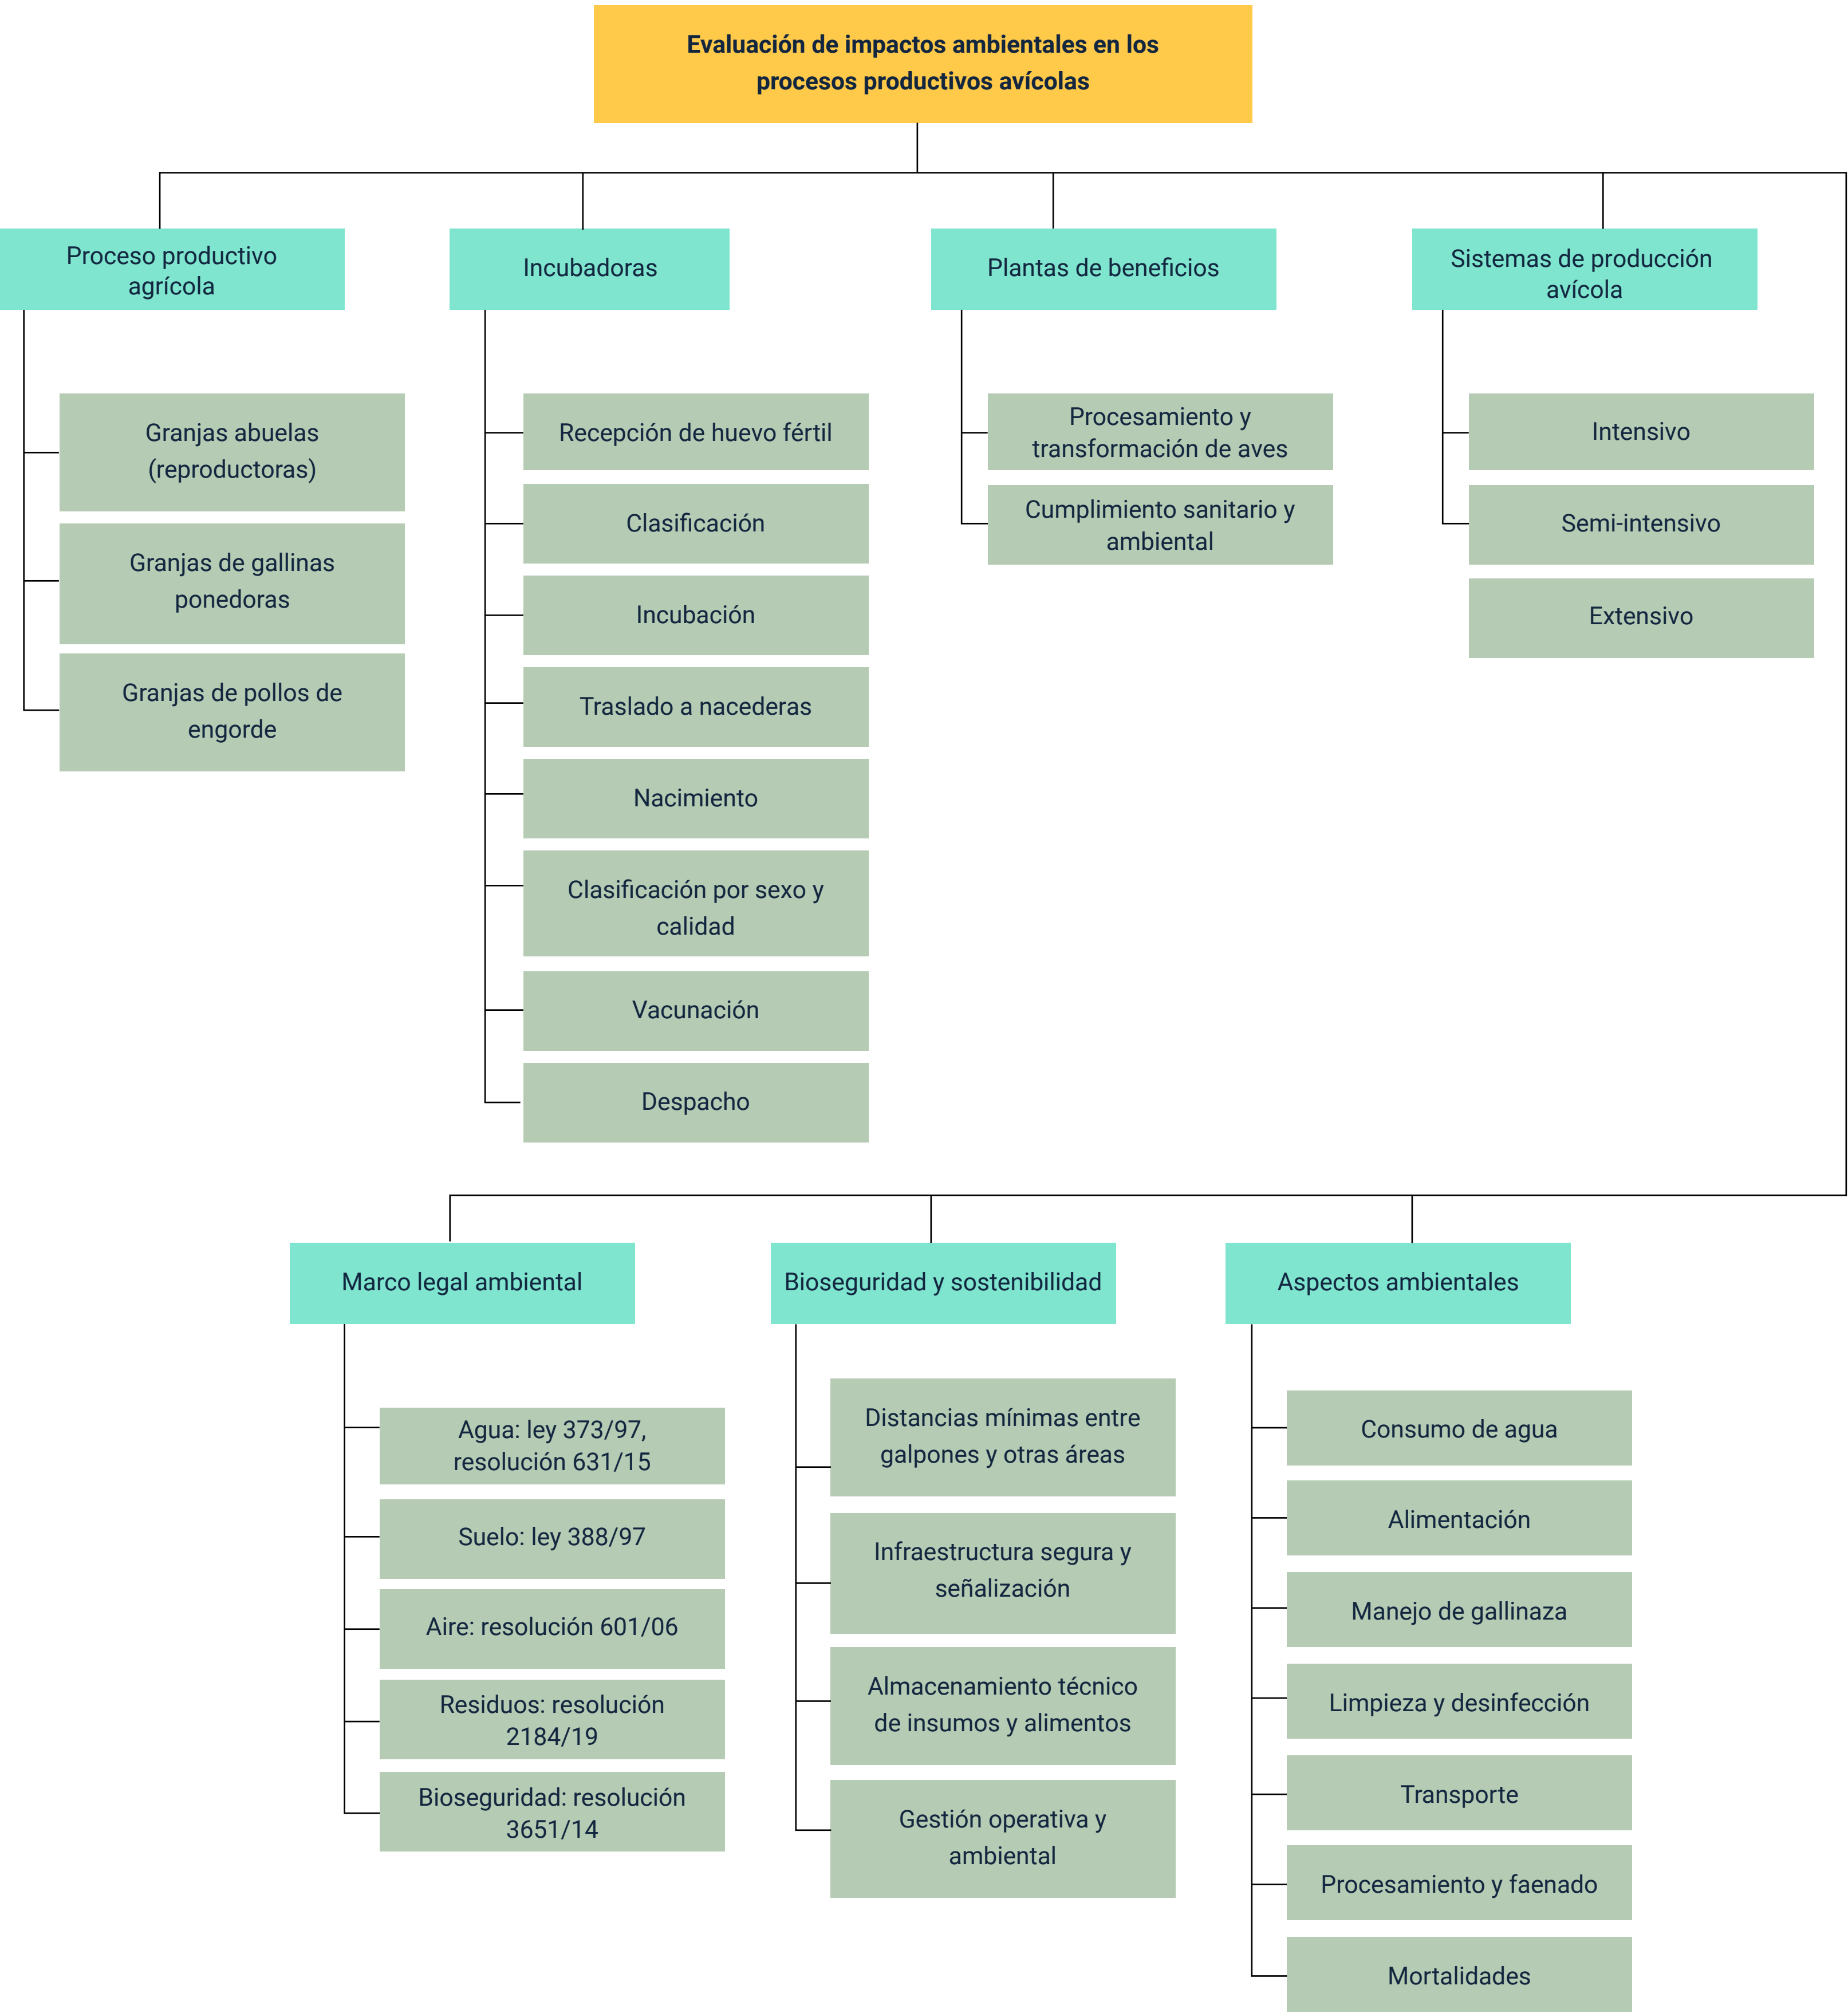 Evaluación de impactos ambientales en los
procesos productivos avícolas
Proceso productivo
agrícola
Granjas abuelas
(reproductoras)
Granjas de gallinas
ponedoras
Granjas de pollos de
engorde
Incubadoras
Recepción de huevo fértil
Clasificación
Incubación
Traslado a nacederas
Nacimiento
Clasificación por sexo y
calidad
Vacunación
Despacho
Plantas de beneficios
Procesamiento y
transformación de aves
Cumplimiento sanitario y
ambiental
Sistemas de producción
avícola
Intensivo
Semi-intensivo
Extensivo
Marco legal ambiental
Agua: ley 373/97,
resolución 631/15
Suelo: ley 388/97
Aire: resolución 601/06
Residuos: resolución
2184/19
Bioseguridad: resolución
3651/14
Bioseguridad y sostenibilidad
Distancias mínimas entre
galpones y otras áreas
Infraestructura segura y
señalización
Almacenamiento técnico
de insumos y alimentos
Gestión operativa y
ambiental
Aspectos ambientales
Consumo de agua
Alimentación
Manejo de gallinaza
Limpieza y desinfección
Transporte
Procesamiento y faenado
Mortalidades